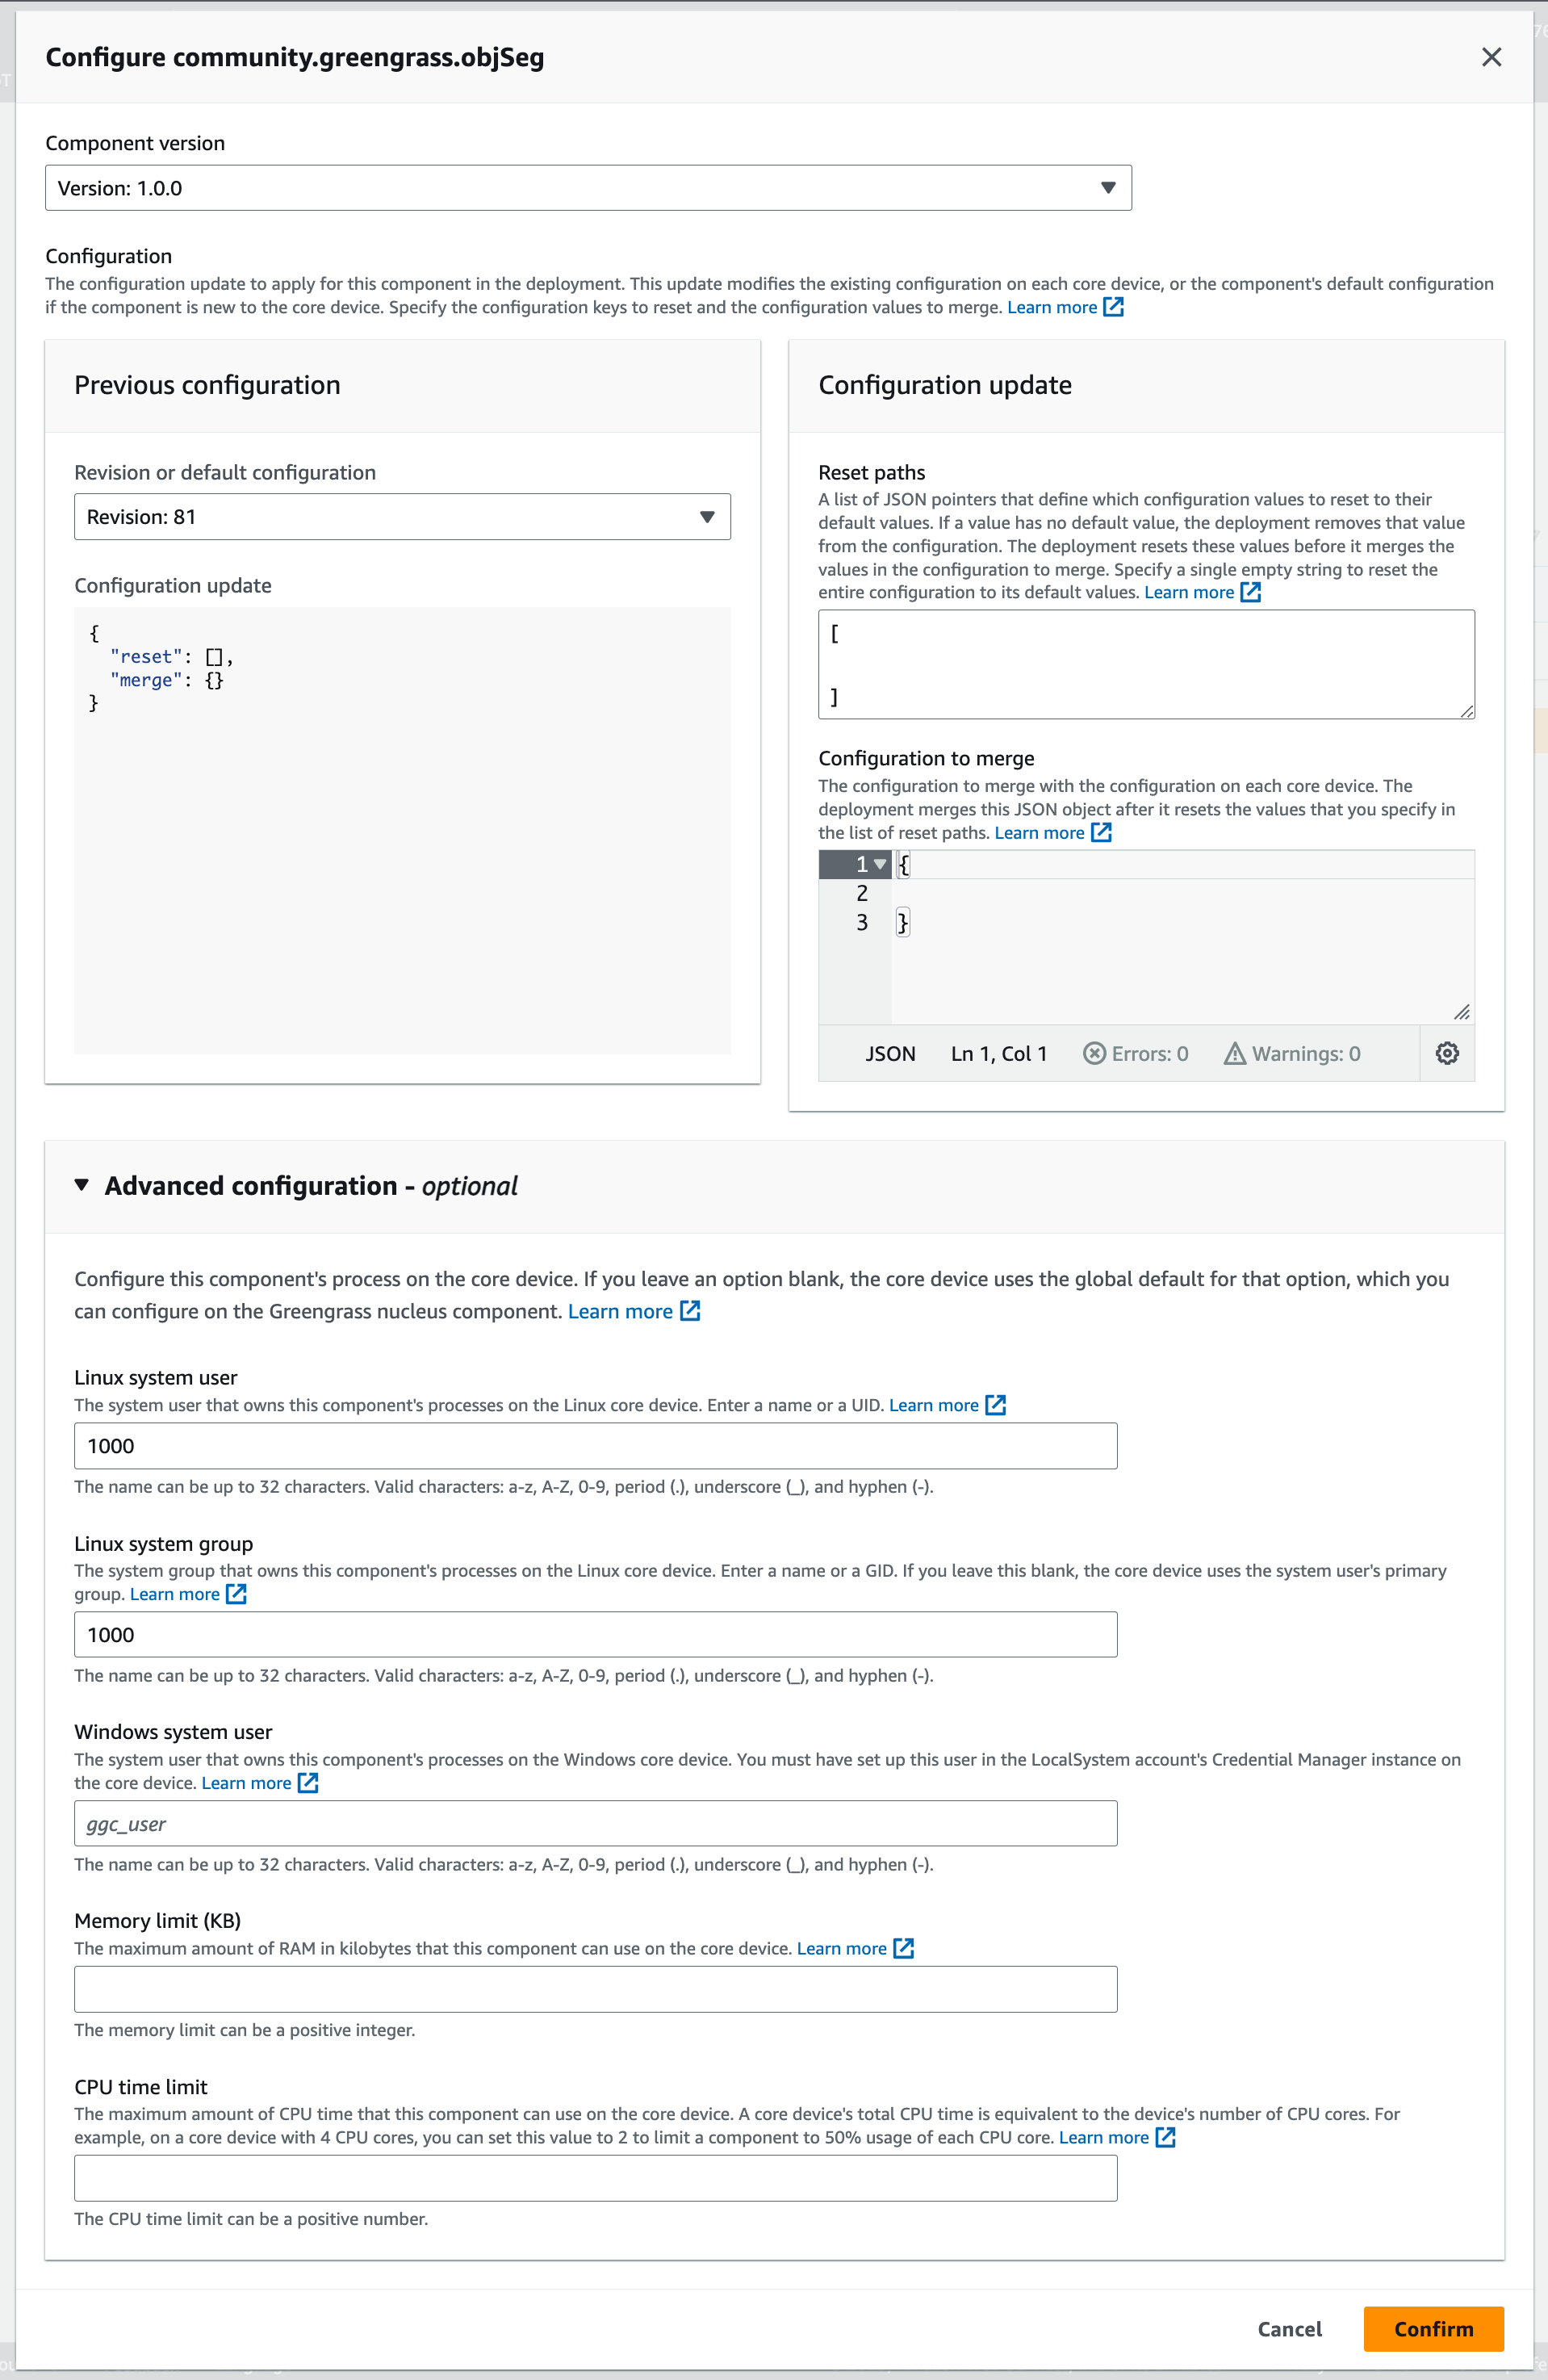 Configure community.greengrass.objSeg
Component version
Version: 1.0.0
Configuration
The configuration update to apply for this component in the deployment. This update modifies the existing configuration on each core device, or the component's default configuration
if the component is new to the core device. Specify the configuration keys to reset and the configuration values to merge. Learn more
Previous configuration
Revision or default configuration
Revision: 81
Configuration update
{
"reset": [],
"merge": {}
}
Configuration update
Reset paths
A list of JSON pointers that define which configuration values to reset to their
default values. If a value has no default value, the deployment removes that value
from the configuration. The deployment resets these values before it merges the
values in the configuration to merge. Specify a single empty string to reset the
entire configuration to its default values. Learn more
[
]
Configuration to merge
The configuration to merge with the configuration on each core device. The
deployment merges this JSON object after it resets the values that you specify in
the list of reset paths. Learn more
1 {
2
3 }
JSON Ln 1, Col 1 Errors: 0 Warnings: 0
Advanced configuration - optional
Configure this component's process on the core device. If you leave an option blank, the core device uses the global default for that option, which you
can configure on the Greengrass nucleus component. Learn more
Linux system user
The system user that owns this component's processes on the Linux core device. Enter a name or a UID. Learn more
1000
The name can be up to 32 characters. Valid characters: a-z, A-Z, 0-9, period (.), underscore (_), and hyphen (-).
Linux system group
The system group that owns this component's processes on the Linux core device. Enter a name or a GID. If you leave this blank, the core device uses the system user's primary
group. Learn more
1000
The name can be up to 32 characters. Valid characters: a-z, A-Z, 0-9, period (.), underscore (_), and hyphen (-).
Windows system user
The system user that owns this component's processes on the Windows core device. You must have set up this user in the LocalSystem account's Credential Manager instance on
the core device. Learn more
ggc_user
The name can be up to 32 characters. Valid characters: a-z, A-Z, 0-9, period (.), underscore (_), and hyphen (-).
Memory limit (KB)
The maximum amount of RAM in kilobytes that this component can use on the core device. Learn more
The memory limit can be a positive integer.
CPU time limit
The maximum amount of CPU time that this component can use on the core device. A core device's total CPU time is equivalent to the device's number of CPU cores. For
example, on a core device with 4 CPU cores, you can set this value to 2 to limit a component to 50% usage of each CPU core. Learn more
The CPU time limit can be a positive number.
Cancel Confirm